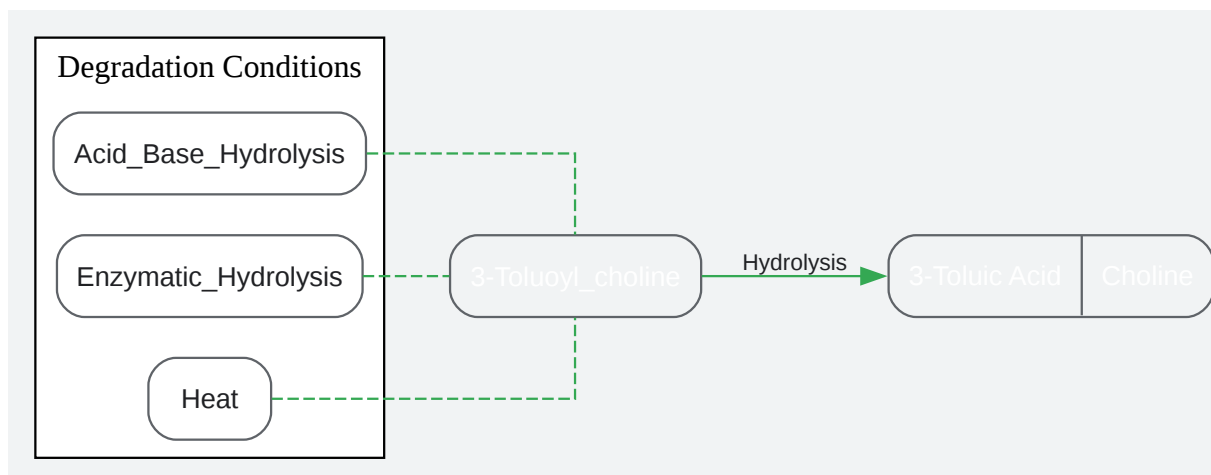 Degradation Conditions
Acid_Base_Hydrolysis
Enzymatic_Hydrolysis
Heat
3-Toluoyl_choline
Hydrolysis
3-Toluic Acid
Choline